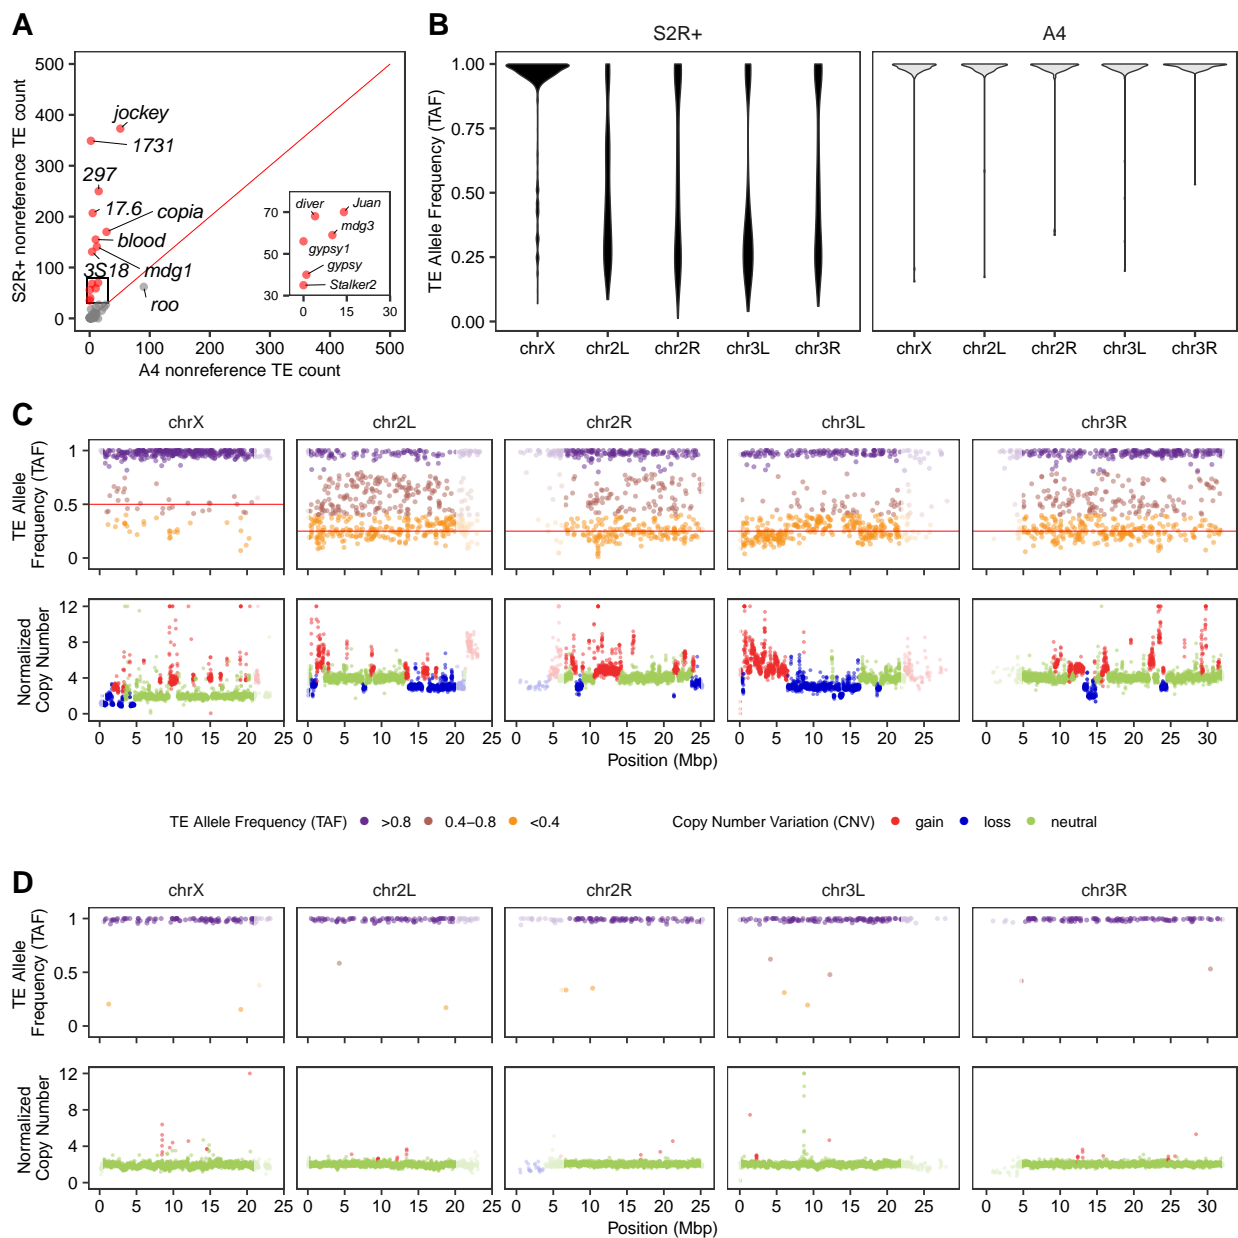 A
S2R+ nonreference TE count
500
400
300
200
100
0
jockey
1731
297
17.6
copia
blood
3S18
mdg1
roo
70
50
30
diver
Juan
mdg3
gypsy1
gypsy
Stalker2
0 15 30
0 100 200 300 400 500
A4 nonreference TE count
B
S2R+ A4
TE Allele Frequency (TAF)
1.00
0.75
0.50
0.25
0.00
chrX chr2L chr2R chr3L chr3R chrX chr2L chr2R chr3L chr3R
C
chrX chr2L chr2R chr3L chr3R
TE Allele
Frequency (TAF)
1
0.5
0
Normalized
Copy Number
12
8
4
0
0 5 10 15 20 25 0 5 10 15 20 25 0 5 10 15 20 25 0 5 10 15 20 25 0 5 10 15 20 25 30
Position (Mbp)
TE Allele Frequency (TAF) >0.8 0.4−0.8 <0.4 Copy Number Variation (CNV) gain loss neutral
D
chrX chr2L chr2R chr3L chr3R
TE Allele
Frequency (TAF)
1
0.5
0
Normalized
Copy Number
12
8
4
0
0 5 10 15 20 25 0 5 10 15 20 25 0 5 10 15 20 25 0 5 10 15 20 25 0 5 10 15 20 25 30
Position (Mbp)